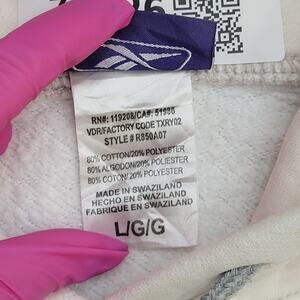 RN#: 119208/CA#: 51980
VDR/FACTORY CODE TXRY02
STYLE # R850A07
80% COTTON/20% POLYESTER
80% ALGODON/20% POLIESTER
80% COTON/20% POLYESTER
MADE IN SWAZILAND
HECHO EN SWAZILAND
FABRIQUE EN SWAZILAND
L/G/G